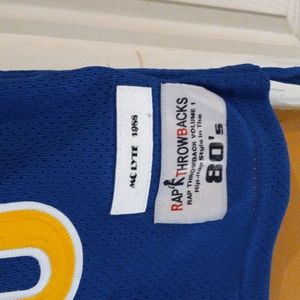 MC LYTE 1988
RAP THROWBACKS
RAP THROWBACK VOLUME 1
Hip-Hop Style in The
80's